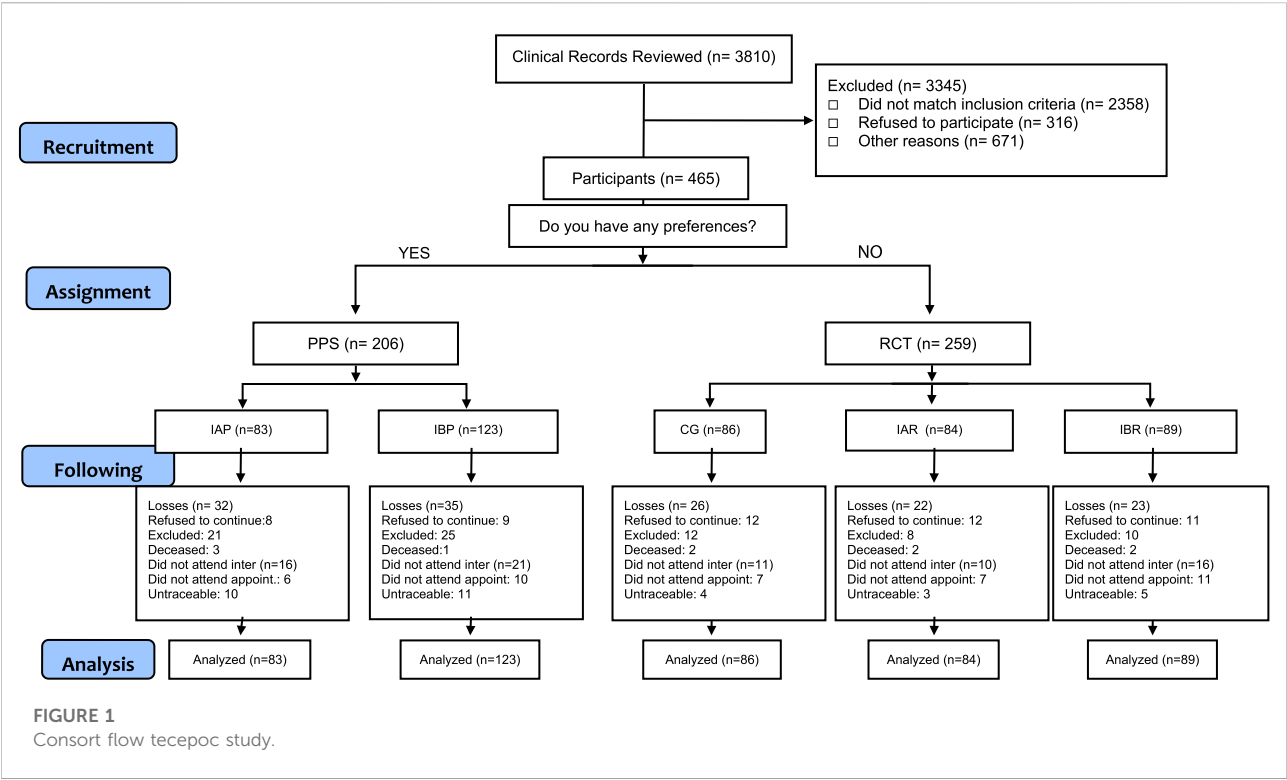 Clinical Records Reviewed (n= 3810)
Excluded (n= 3345)
□ Did not match inclusion criteria (n= 2358)
□ Refused to participate (n= 316)
□ Other reasons (n= 671)
Recruitment
Participants (n= 465)
Do you have any preferences?
YES
NO
Assignment
PPS (n= 206)
RCT (n= 259)
IAP (n=83)
IBP (n=123)
CG (n=86)
IAR (n=84)
IBR (n=89)
Following
Losses (n= 32)
Refused to continue:8
Excluded: 21
Deceased: 3
Did not attend inter (n=16)
Did not attend appoint.: 6
Untraceable: 10
Losses (n=35)
Refused to continue: 9
Excluded: 25
Deceased:1
Did not attend inter (n=21)
Did not attend appoint: 10
Untraceable: 11
Losses (n= 26)
Refused to continue: 12
Excluded: 12
Deceased: 2
Did not attend inter (n=11)
Did not attend appoint: 7
Untraceable: 4
Losses (n= 22)
Refused to continue: 12
Excluded: 8
Deceased: 2
Did not attend inter (n=10)
Did not attend appoint: 7
Untraceable: 3
Losses (n= 23)
Refused to continue: 11
Excluded: 10
Deceased: 2
Did not attend inter (n=16)
Did not attend appoint: 11
Untraceable: 5
Analysis
Analyzed (n=83)
Analyzed (n=123)
Analyzed (n=86)
Analyzed (n=84)
Analyzed (n=89)
FIGURE 1
Consort flow tecepoc study.